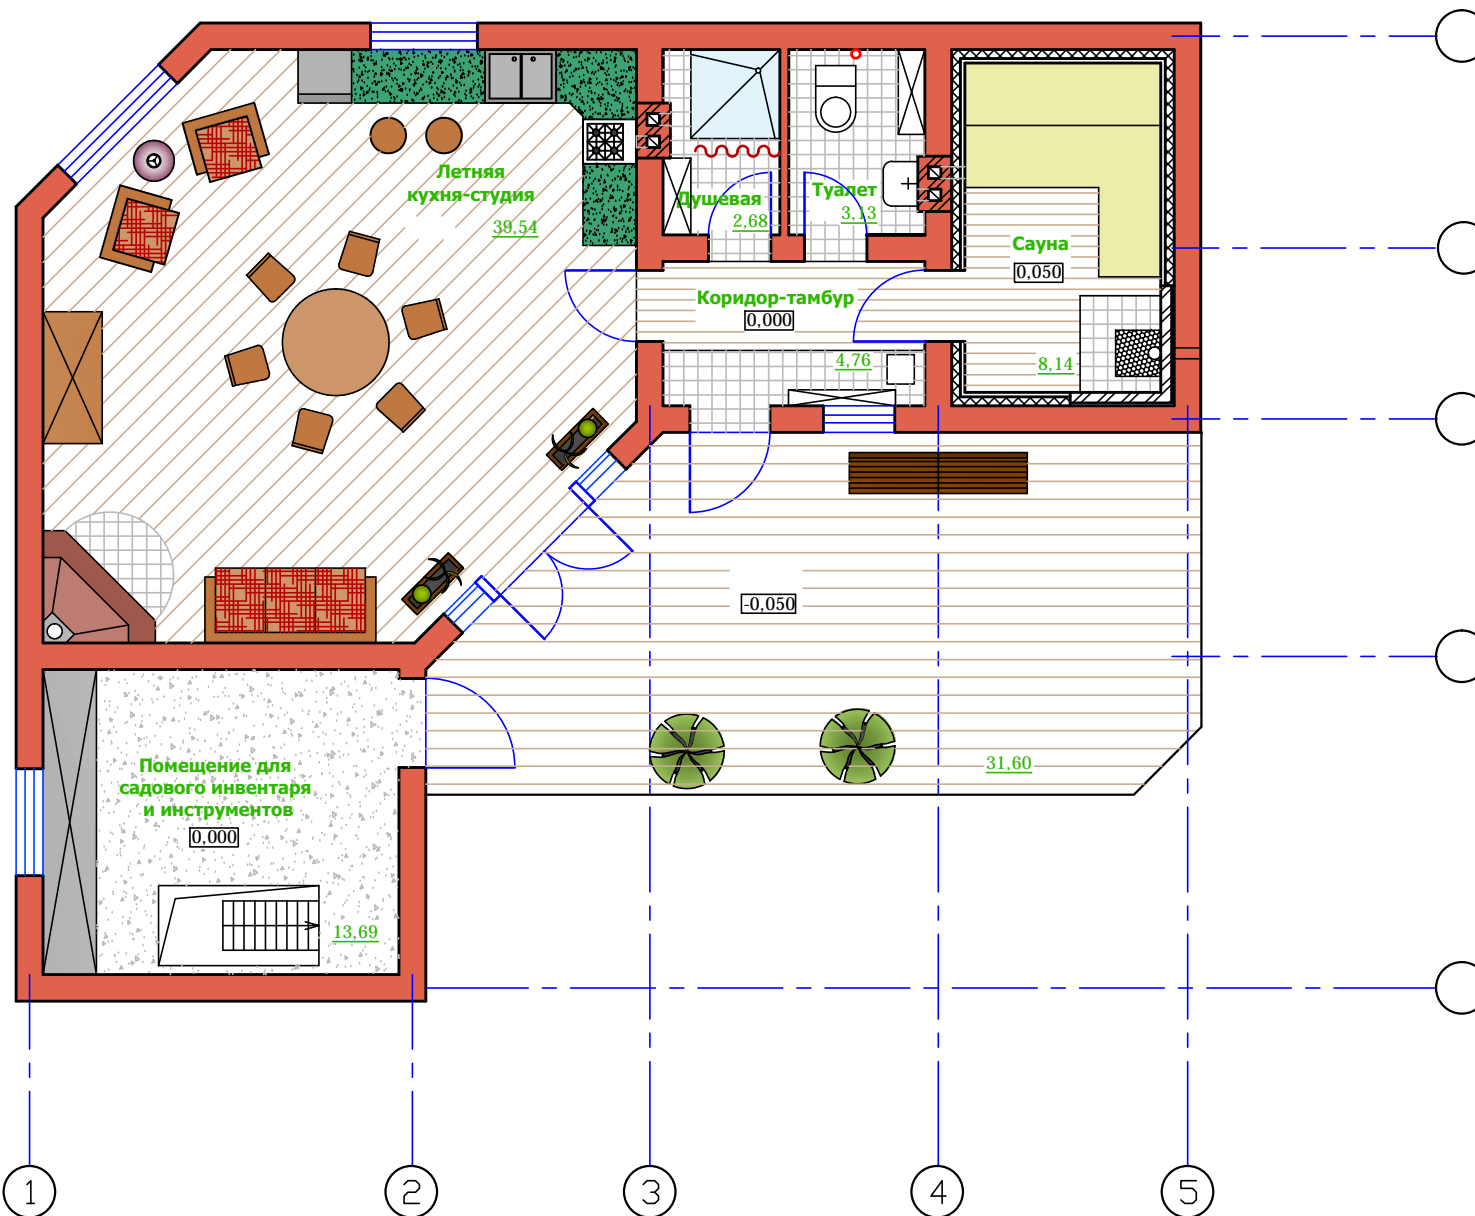 Летняя
кухня-студия
39,54
Душевая
2,68
Туалет
3,13
Сауна
0,050
8,14
Коридор-тамбур
0,000
4,76
-0,050
31,60
Помещение для
садового инвентаря
и инструментов
0,000
13,69
1 2 3 4 5